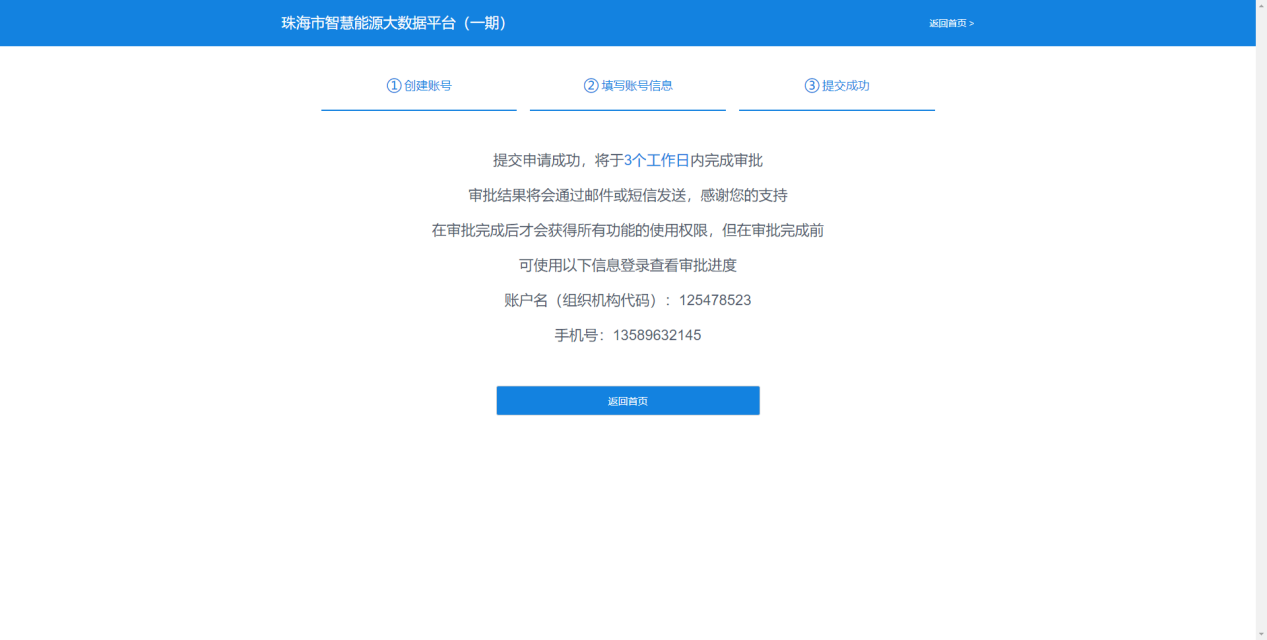 珠海市智慧能源大数据平台（一期）
返回首页 >
① 创建账号
② 填写账号信息
③ 提交成功
提交申请成功，将于3个工作日内完成审批
审批结果将会通过邮件或短信发送，感谢您的支持
在审批完成后才会获得所有功能的使用权限，但在审批完成前
可使用以下信息登录查看审批进度
账户名（组织机构代码）：125478523
手机号：13589632145
返回首页